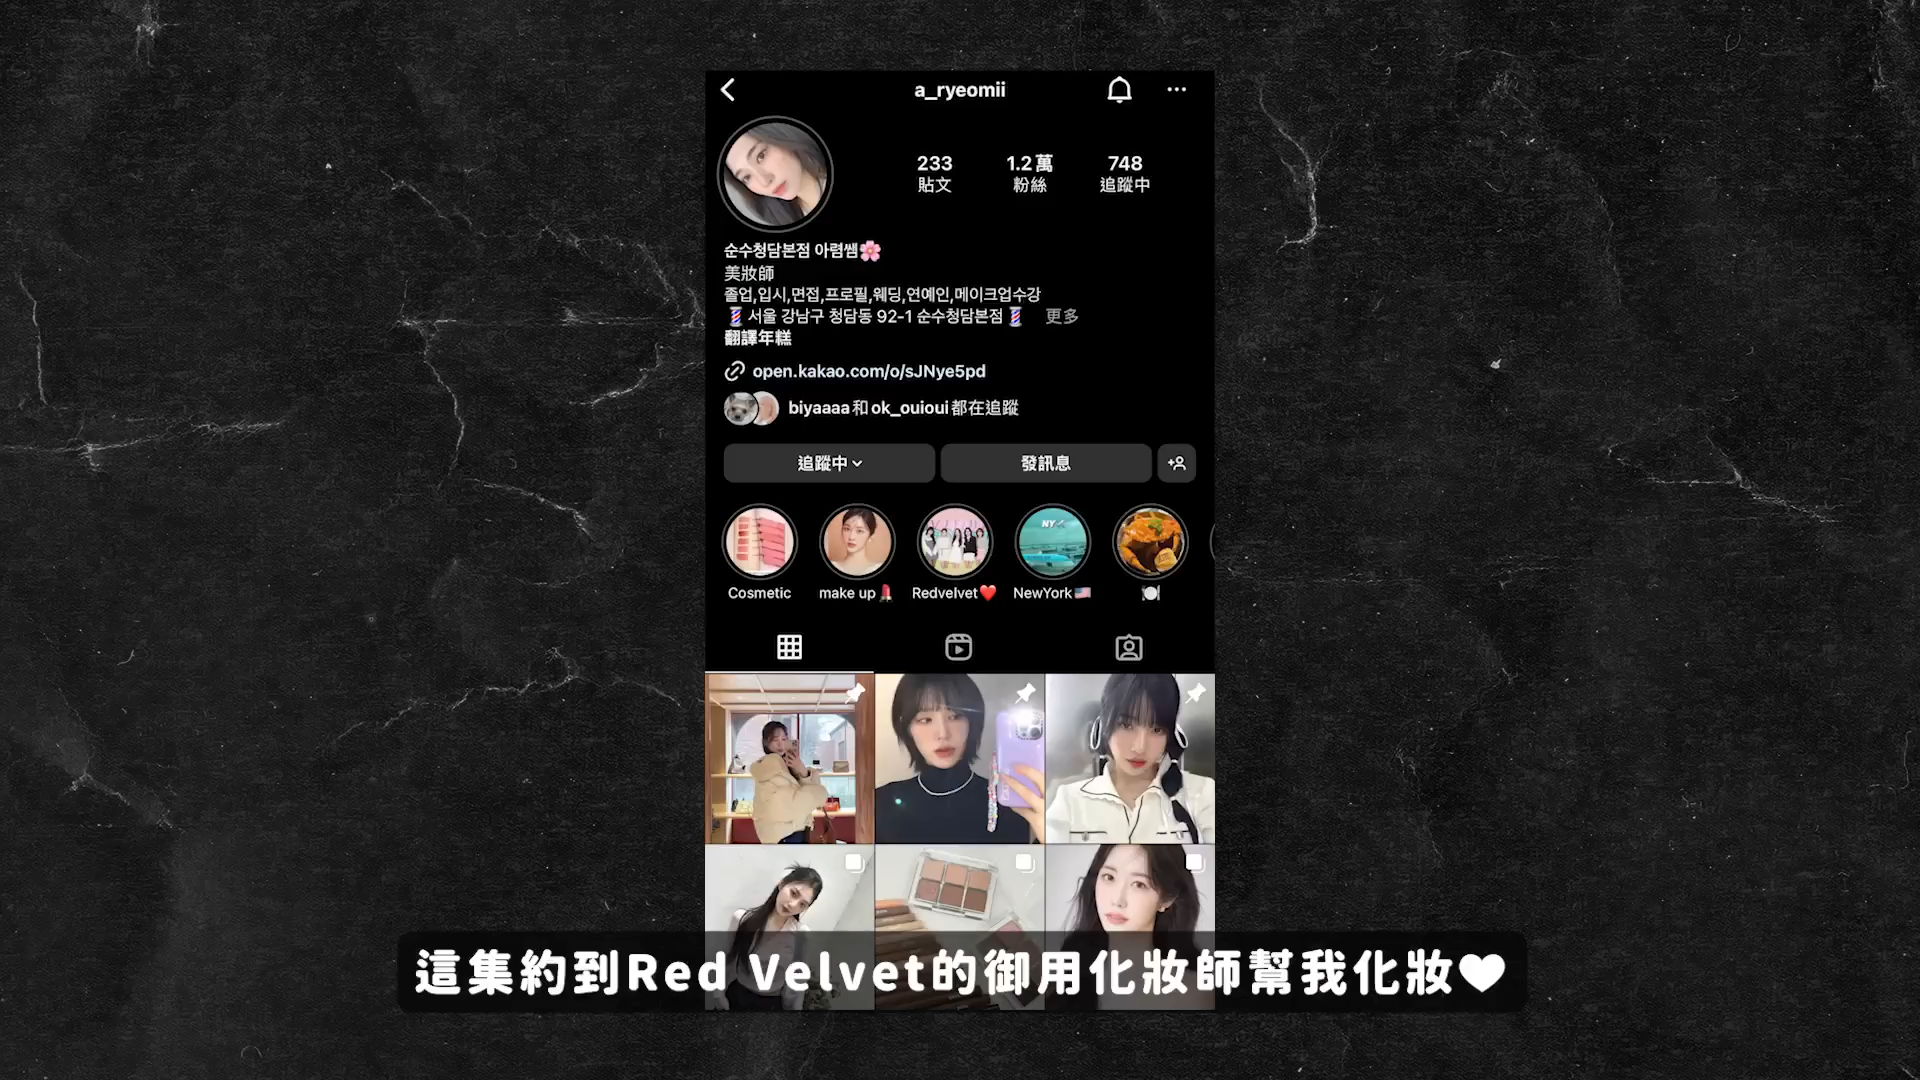 a_ryeomii
233 1.2 萬 748
貼文 粉絲 追蹤中
순수청담본점 아렴쌤🌸
美妝師
졸업,입시,면접,프로필,웨딩,연예인,메이크업수강
💈 서울 강남구 청담동 92-1 순수청담본점 💈 更多
翻譯年糕
open.kakao.com/o/sJNye5pd
biyaaaa和ok_ouioui都在追蹤
追蹤中 發訊息
NY
Cosmetic make up💄 Redvelvet❤️ NewYork🇺🇸 🍽️
這集約到Red Velvet的御用化妝師幫我化妝♥